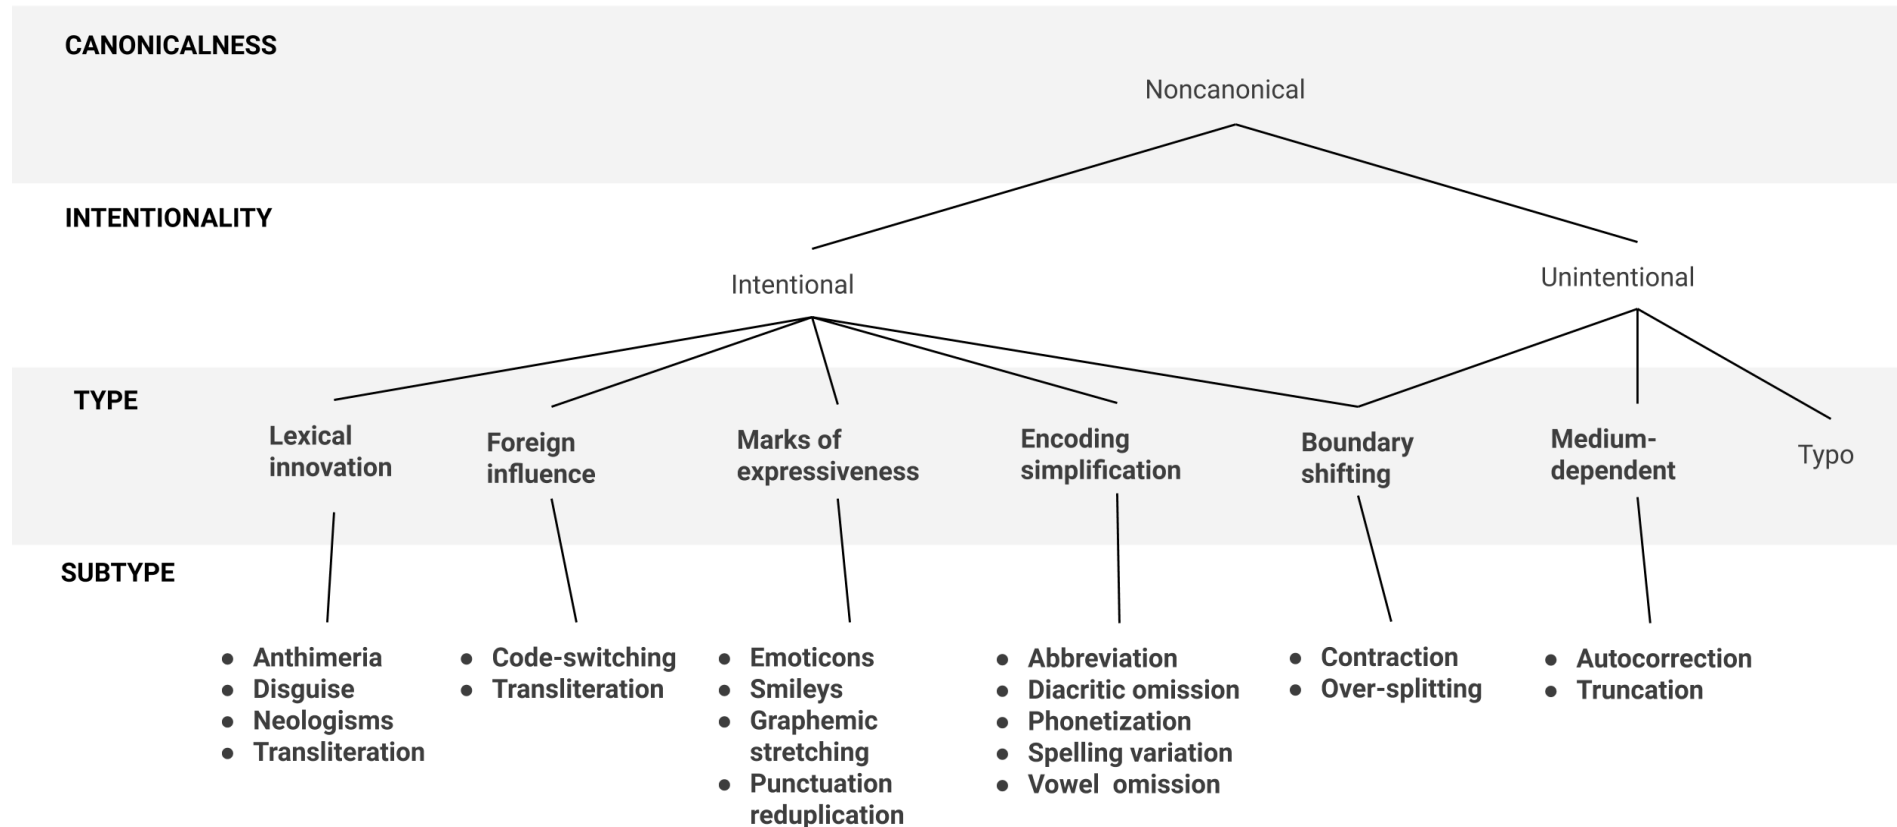 CANONICALNESS
Noncanonical
INTENTIONALITY
Intentional
Unintentional
TYPE
Lexical
innovation
Foreign
influence
Marks of
expressiveness
Encoding
simplification
Boundary
shifting
Medium-
dependent
Typo
SUBTYPE
● Anthimeria
● Disguise
● Neologisms
● Transliteration
● Code-switching
● Transliteration
● Emoticons
● Smileys
● Graphemic
stretching
● Punctuation
reduplication
● Abbreviation
● Diacritic omission
● Phonetization
● Spelling variation
● Vowel omission
● Contraction
● Over-splitting
● Autocorrection
● Truncation